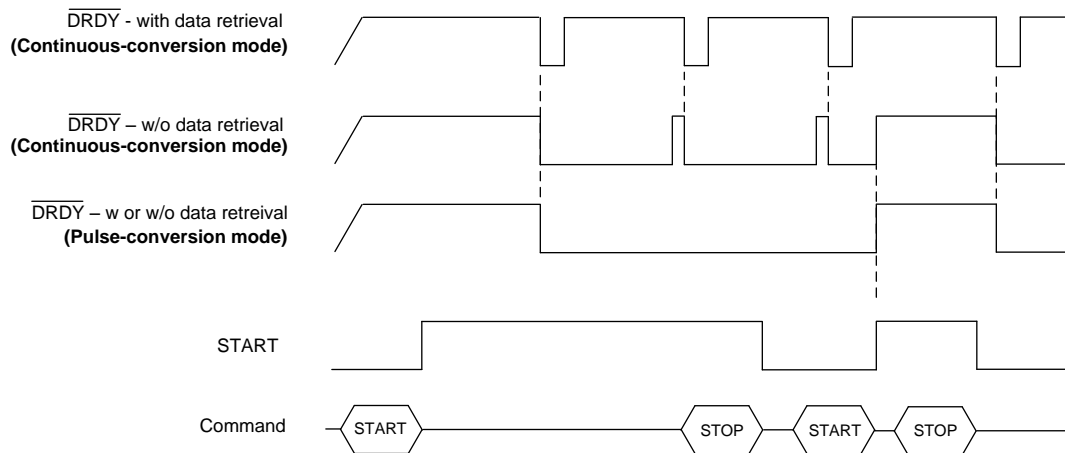 DRDY - with data retrieval
(Continuous-conversion mode)
DRDY – w/o data retrieval
(Continuous-conversion mode)
DRDY – w or w/o data retreival
(Pulse-conversion mode)
START
Command
START
STOP
START
STOP